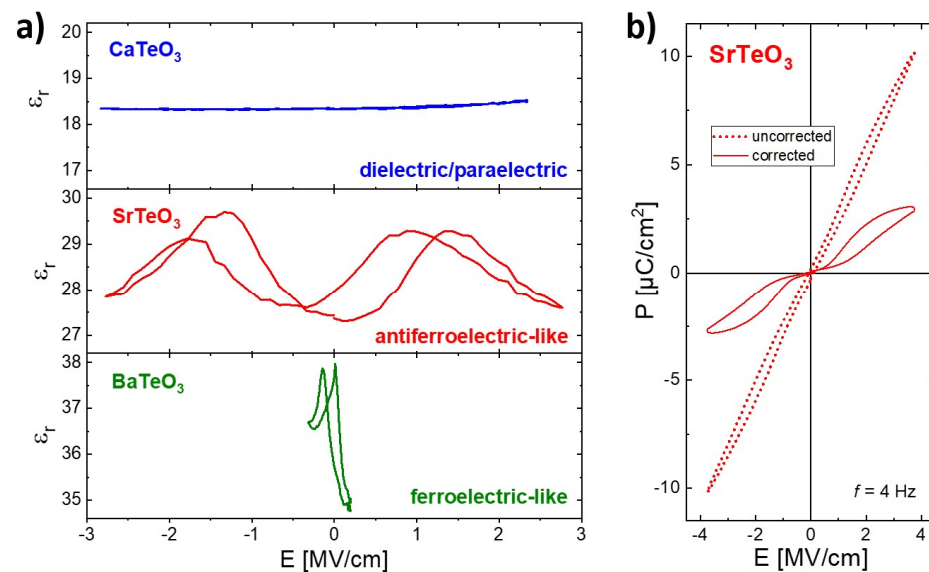 a)
20
19
18
17
εr
CaTeO3
dielectric/paraelectric
30
29
28
27
εr
SrTeO3
antiferroelectric-like
38
37
36
35
εr
BaTeO3
ferroelectric-like
-3 -2 -1 0 1 2 3
E [MV/cm]
b)
10
5
0
-5
-10
P [µC/cm2]
SrTeO3
uncorrected
corrected
f = 4 Hz
-4 -2 0 2 4
E [MV/cm]